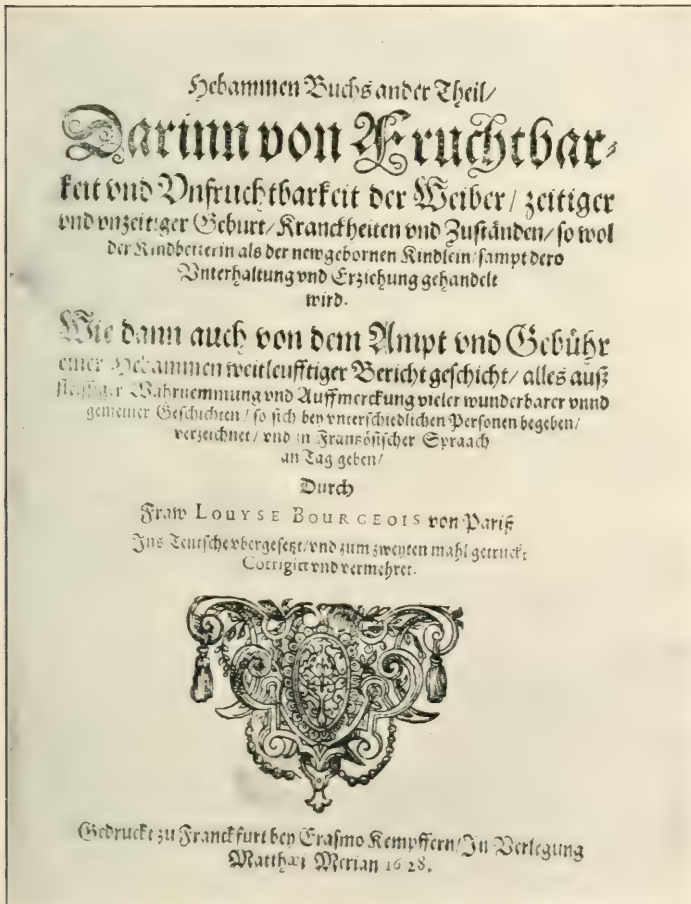 Hebammen Buchs ander Theil/
Darinn von Fruchtbar⸗
keit vnd Vnfruchtbarkeit der Weiber/ zeitiger
vnd vnzeitiger Geburt/ Kranckheiten vnd Zuständen/ so wol
der Kindbetterin als der newgebornen Kindlein/ sampt dero
Vnterhaltung vnd Erziehung gehandelt
wird.
Wie dann auch von dem Ampt vnd Gebühr
einer Hebammen weitleufftiger Bericht geschicht/ alles auß
fleissiger Wahrnemmung vnd Auffmerckung vieler wunderbarer vnnd
gemeiner Geschichten/ so sich bey vnterschiedlichen Personen begeben/
verzeichnet/ vnd in Frantzösischer Spraach
an Tag geben/
Durch
Fraw LOUYSE BOURGEOIS von Pariß
Ins Teutsche vbergesetzt/ vnd zum zweyten mahl getruckt
Corrigirt vnd vermehret.
Gedruckt zu Franckfurt bey Erasmo Kempffern/ In Verlegung
Matthæi Merian 1628.